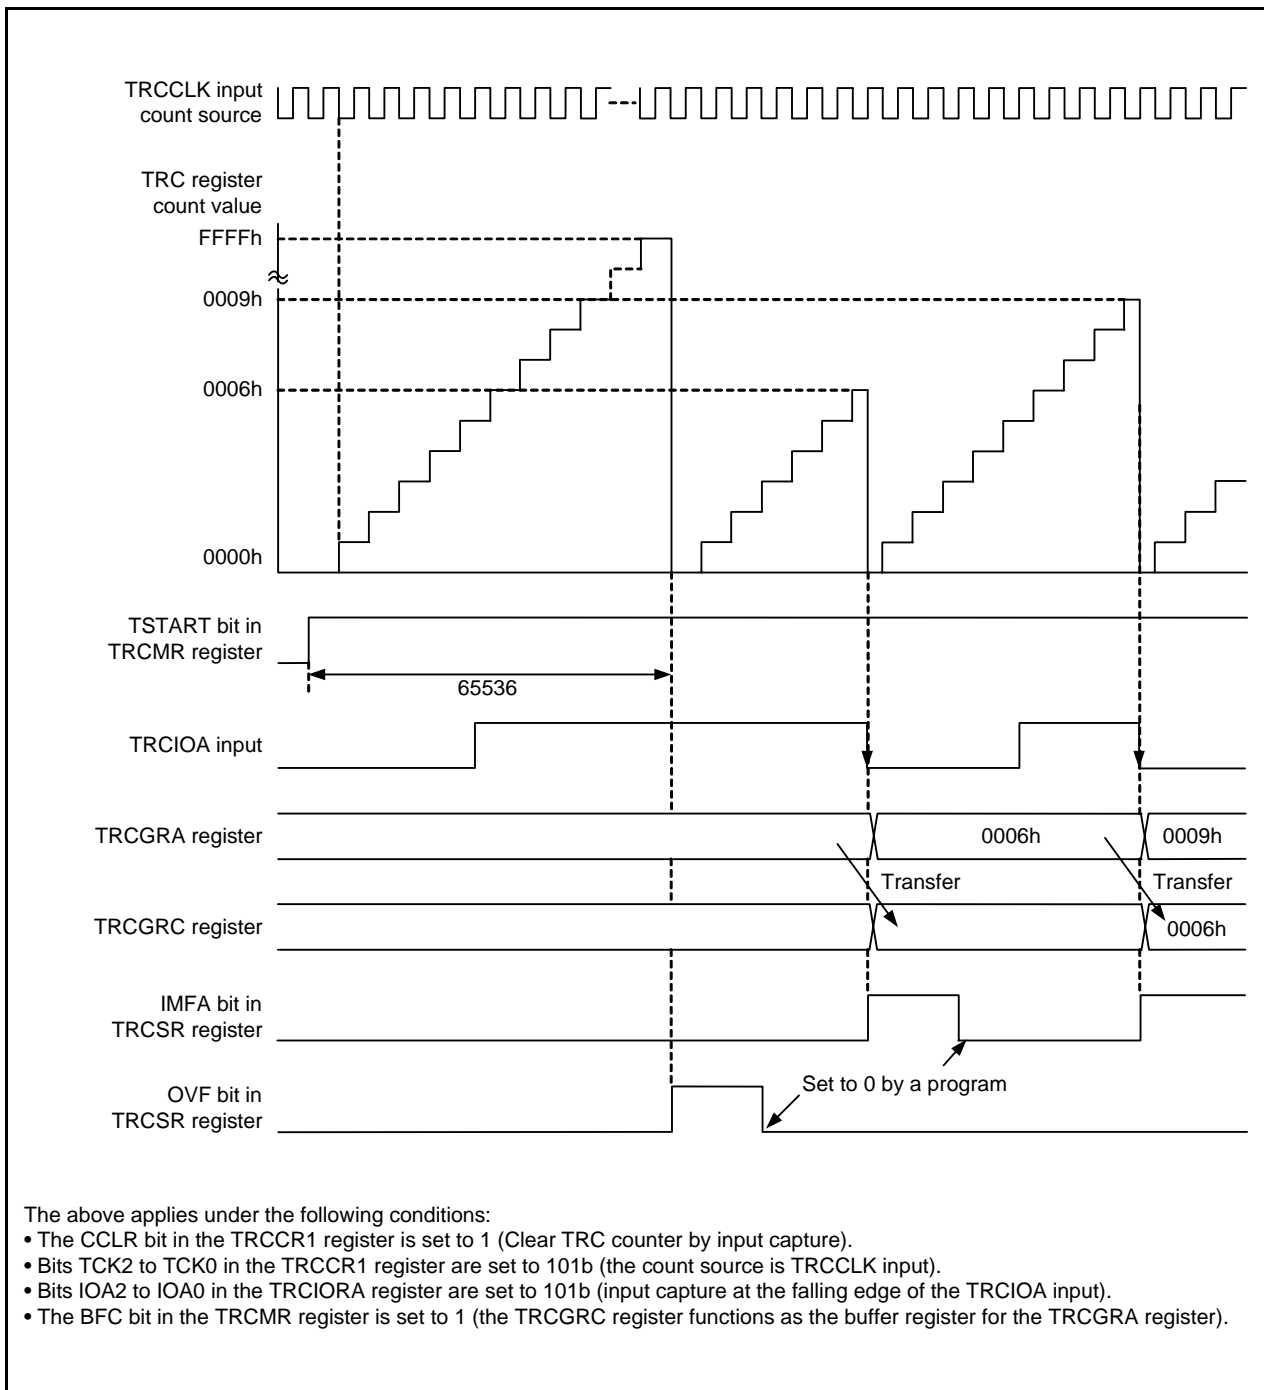 TRCCLK input
count source
TRC register
count value
FFFFh
0009h
0006h
0000h
TSTART bit in
TRCMR register
65536
TRCIOA input
TRCGRA register
0006h
0009h
Transfer
Transfer
TRCGRC register
0006h
IMFA bit in
TRCSR register
Set to 0 by a program
OVF bit in
TRCSR register
The above applies under the following conditions:
• The CCLR bit in the TRCCR1 register is set to 1 (Clear TRC counter by input capture).
• Bits TCK2 to TCK0 in the TRCCR1 register are set to 101b (the count source is TRCCLK input).
• Bits IOA2 to IOA0 in the TRCIORA register are set to 101b (input capture at the falling edge of the TRCIOA input).
• The BFC bit in the TRCMR register is set to 1 (the TRCGRC register functions as the buffer register for the TRCGRA register).